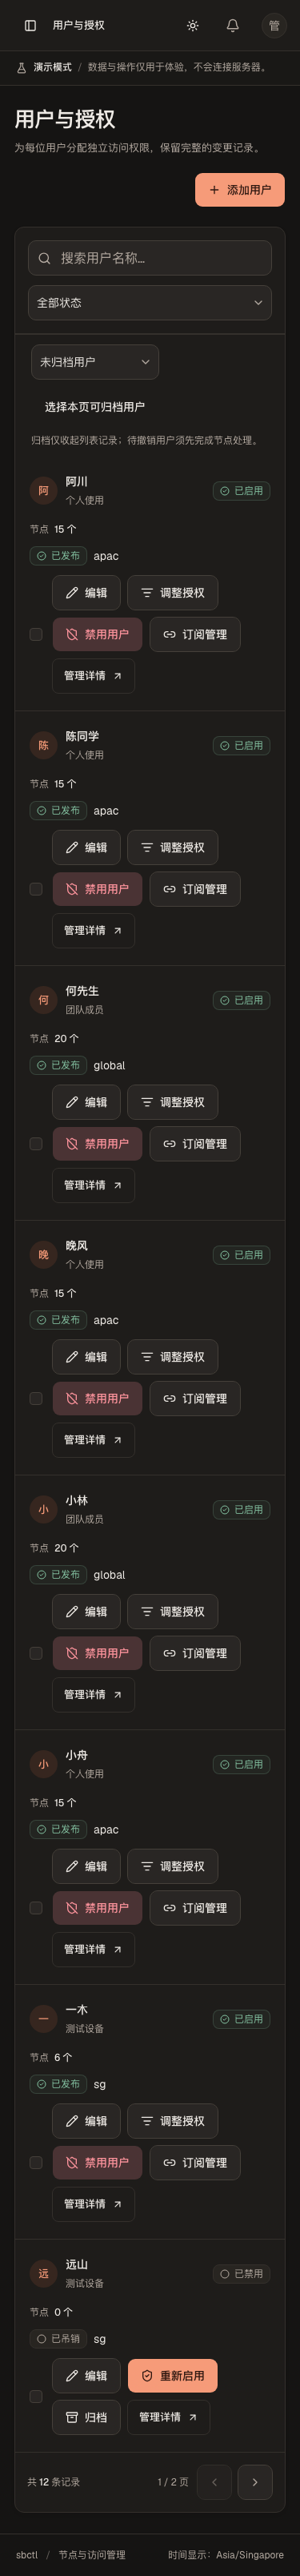 用户与授权
管
演示模式 / 数据与操作仅用于体验，不会连接服务器。
用户与授权
为每位用户分配独立访问权限，保留完整的变更记录。
添加用户
搜索用户名称...
全部状态
未归档用户
选择本页可归档用户
归档仅收起列表记录；待撤销用户须先完成节点处理。
阿 阿川 已启用
个人使用
节点 15 个
已发布 apac
编辑 调整授权
禁用用户 订阅管理
管理详情
陈 陈同学 已启用
个人使用
节点 15 个
已发布 apac
编辑 调整授权
禁用用户 订阅管理
管理详情
何 何先生 已启用
团队成员
节点 20 个
已发布 global
编辑 调整授权
禁用用户 订阅管理
管理详情
晚 晚风 已启用
个人使用
节点 15 个
已发布 apac
编辑 调整授权
禁用用户 订阅管理
管理详情
小 小林 已启用
团队成员
节点 20 个
已发布 global
编辑 调整授权
禁用用户 订阅管理
管理详情
小 小舟 已启用
个人使用
节点 15 个
已发布 apac
编辑 调整授权
禁用用户 订阅管理
管理详情
一 一木 已启用
测试设备
节点 6 个
已发布 sg
编辑 调整授权
禁用用户 订阅管理
管理详情
远 远山 已禁用
测试设备
节点 0 个
已吊销 sg
编辑 重新启用
归档 管理详情
共 12 条记录 1 / 2 页
sbctl / 节点与访问管理 时间显示：Asia/Singapore